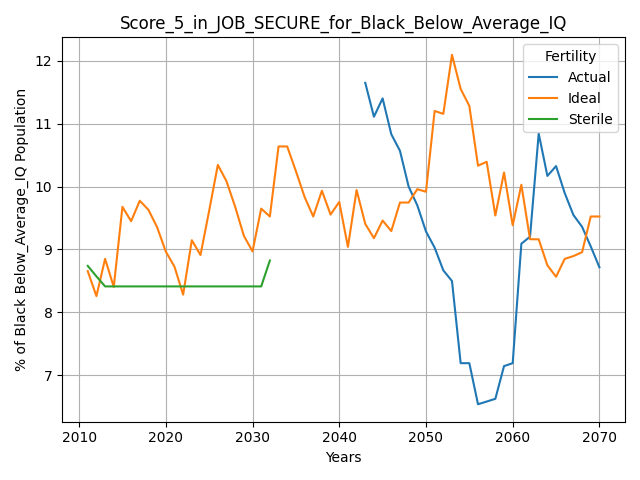 Score_5_in_JOB_SECURE_for_Black_Below_Average_IQ
% of Black Below_Average_IQ Population
12
11
10
9
8
7
Fertility
Actual
Ideal
Sterile
2010 2020 2030 2040 2050 2060 2070
Years